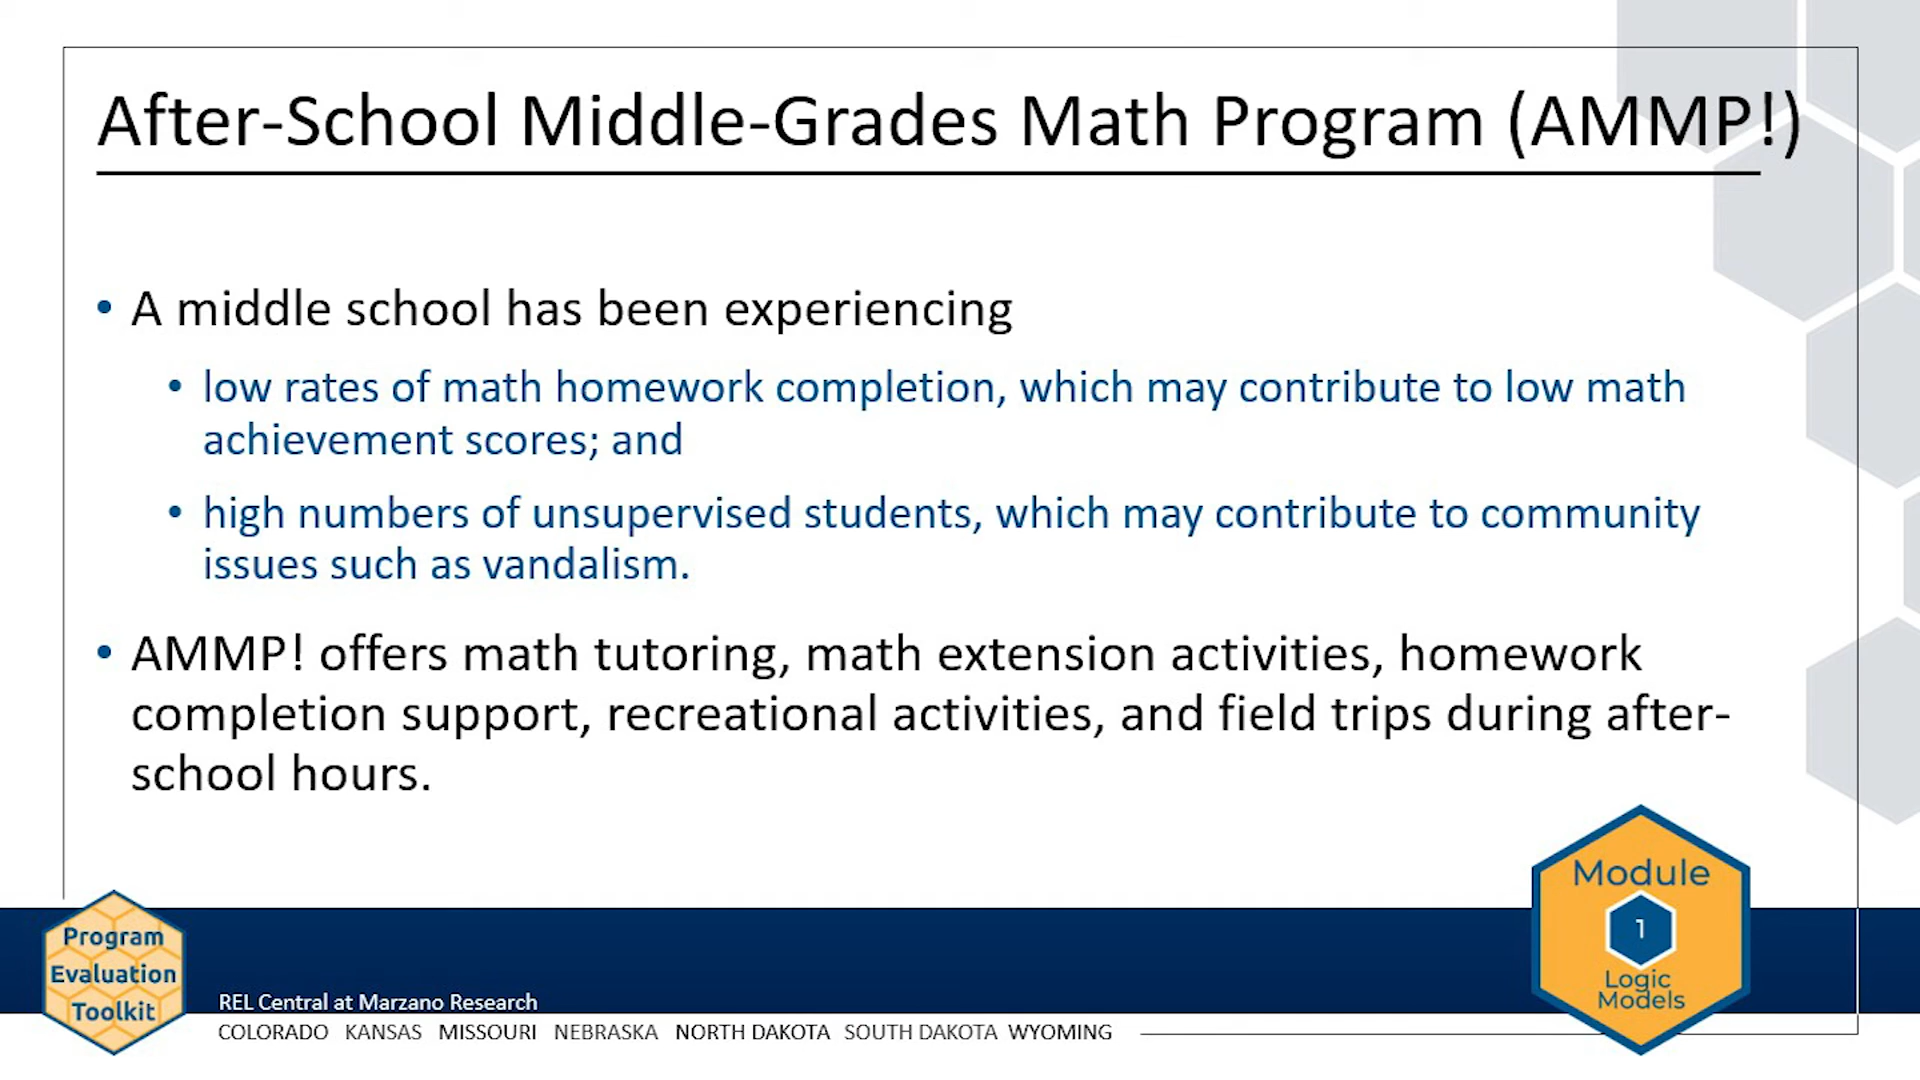 After-School Middle-Grades Math Program (AMMP!)
• A middle school has been experiencing
• low rates of math homework completion, which may contribute to low math
achievement scores; and
• high numbers of unsupervised students, which may contribute to community
issues such as vandalism.
• AMMP! offers math tutoring, math extension activities, homework
completion support, recreational activities, and field trips during after-
school hours.
Program
Evaluation
Toolkit
REL Central at Marzano Research
COLORADO KANSAS MISSOURI NEBRASKA NORTH DAKOTA SOUTH DAKOTA WYOMING
Module
1
Logic
Models